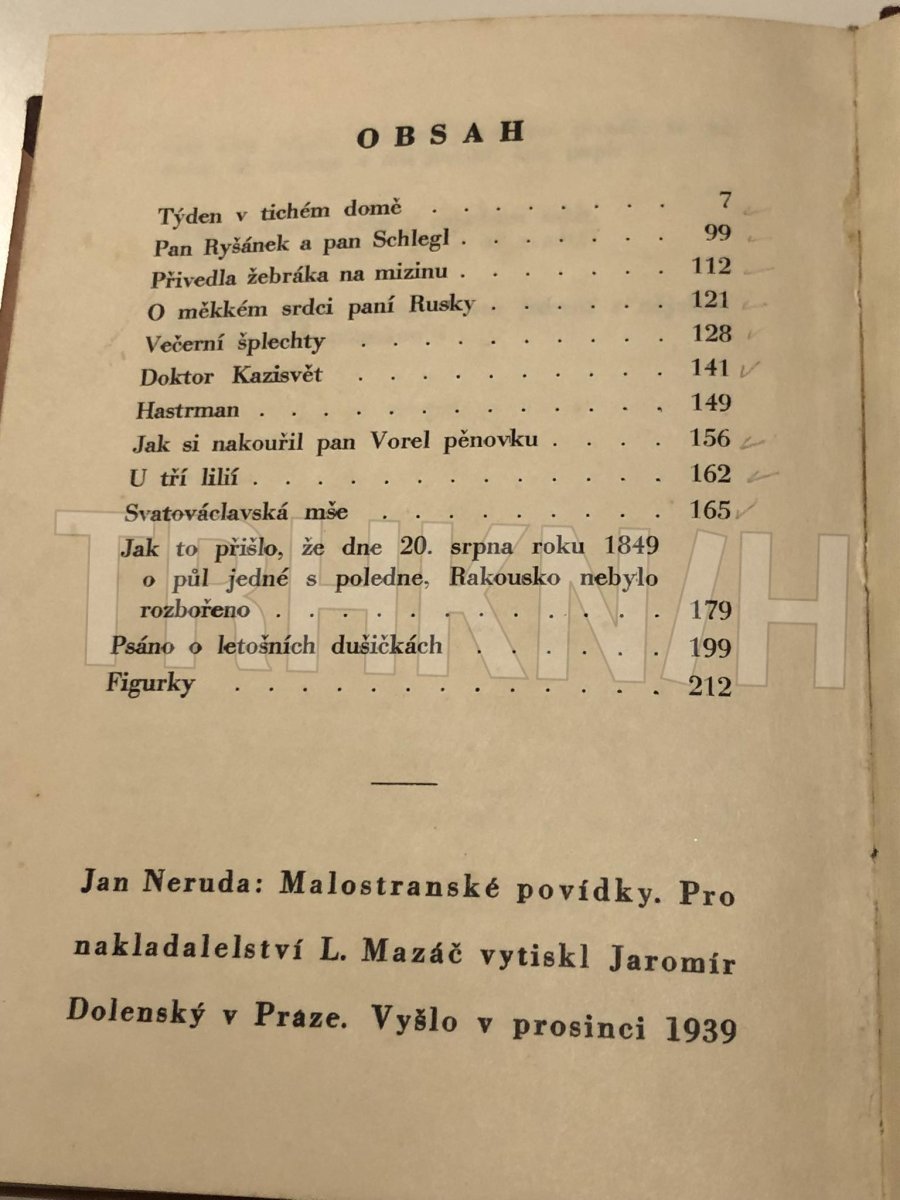 OBSAH
Týden v tichém domě . . . . . . . . 7
Pan Ryšánek a pan Schlegl . . . . . . . 99
Přivedla žebráka na mizinu . . . . . . . 112
O měkkém srdci paní Rusky . . . . . . 121
Večerní šplechty . . . . . . . . . . 128
Doktor Kazisvět . . . . . . . . . . 141
Hastrman . . . . . . . . . . . . . 149
Jak si nakouřil pan Vorel pěnovku . . . . 156
U tří lilií . . . . . . . . . . . . . 162
Svatováclavská mše . . . . . . . . . 165
Jak to přišlo, že dne 20. srpna roku 1849
o půl jedné s poledne, Rakousko nebylo
rozbořeno . . . . . . . . . . . . 179
Psáno o letošních dušičkách . . . . . . 199
Figurky . . . . . . . . . . . . . 212
TRHKNIH
Jan Neruda: Malostranské povídky. Pro
nakladalelství L. Mazáč vytiskl Jaromír
Dolenský v Praze. Vyšlo v prosinci 1939